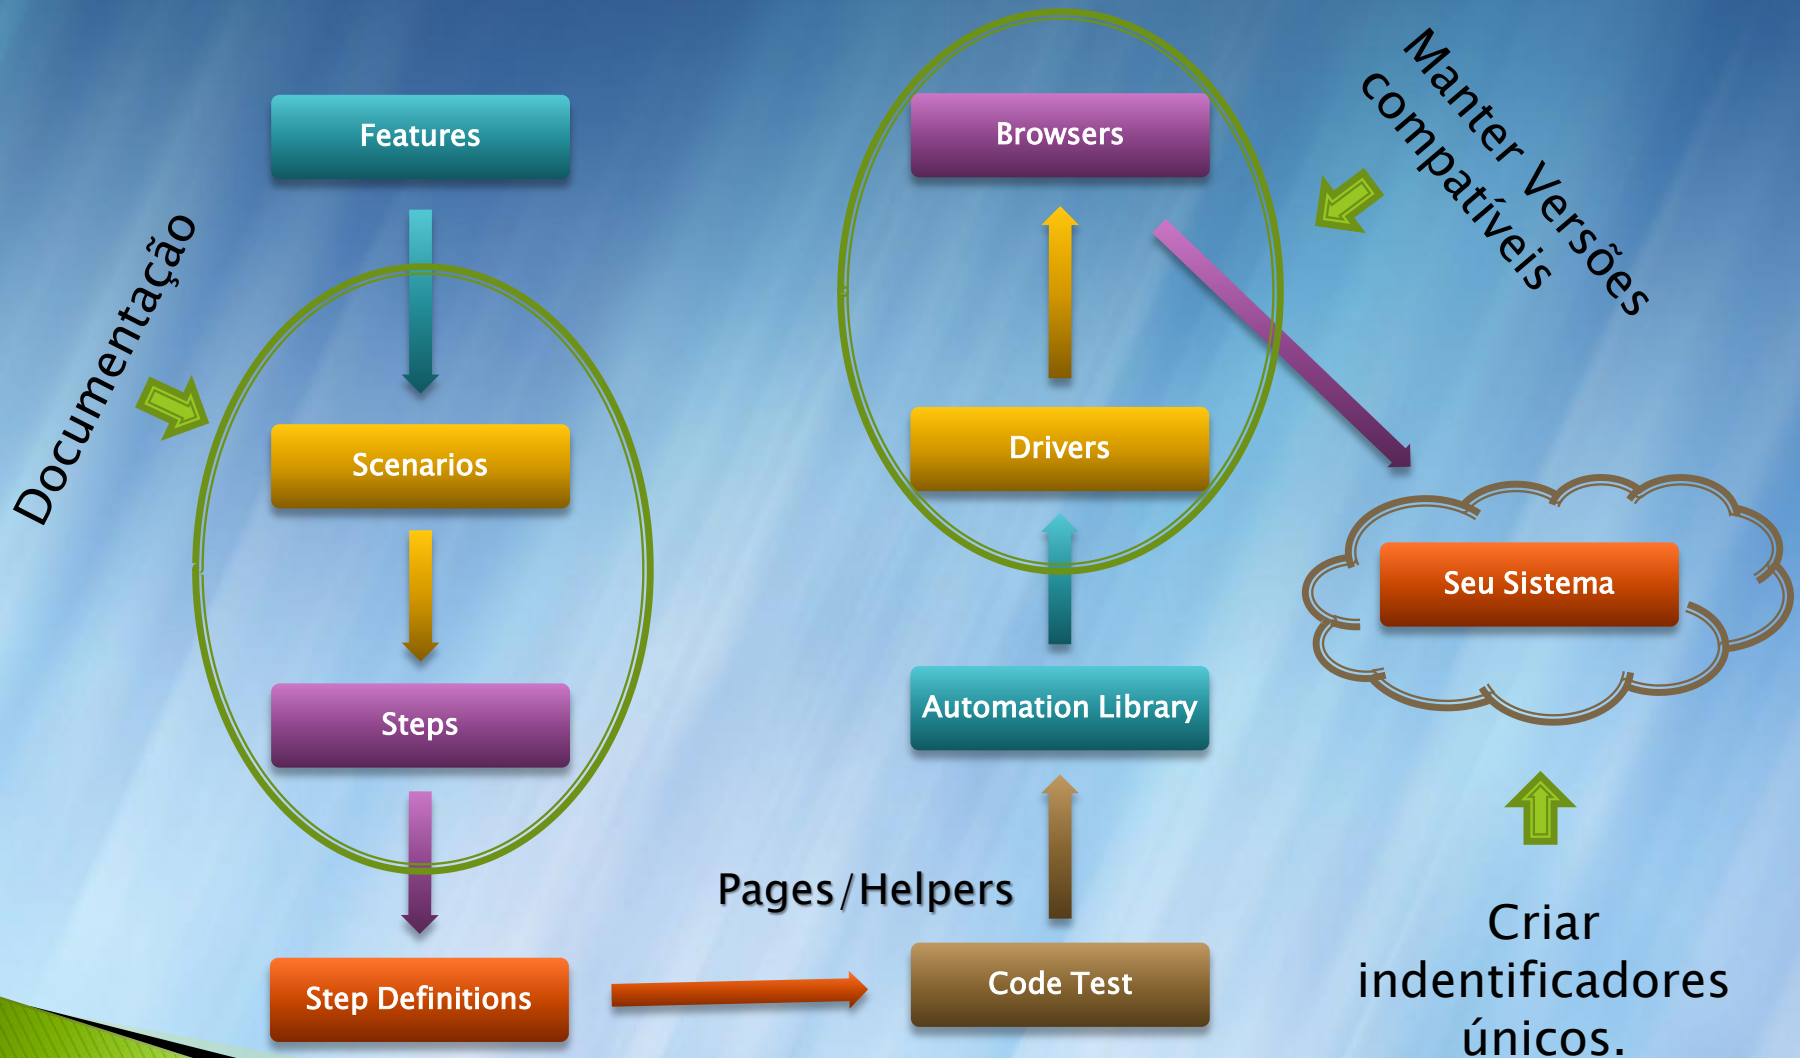 Features
Documentação
Scenarios
Steps
Step Definitions
Browsers
Manter Versões
compatíveis
Drivers
Automation Library
Pages/Helpers
Code Test
Seu Sistema
Criar
indentificadores
únicos.